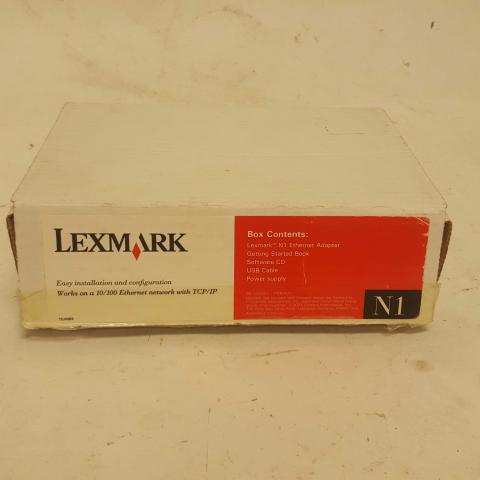 LEXMARK
Easy installation and configuration
Works on a 10/100 Ethernet network with TCP/IP
Box Contents:
Lexmark™ N1 Ethernet Adapter
Getting Started Book
Software CD
USB Cable
Power supply
N1